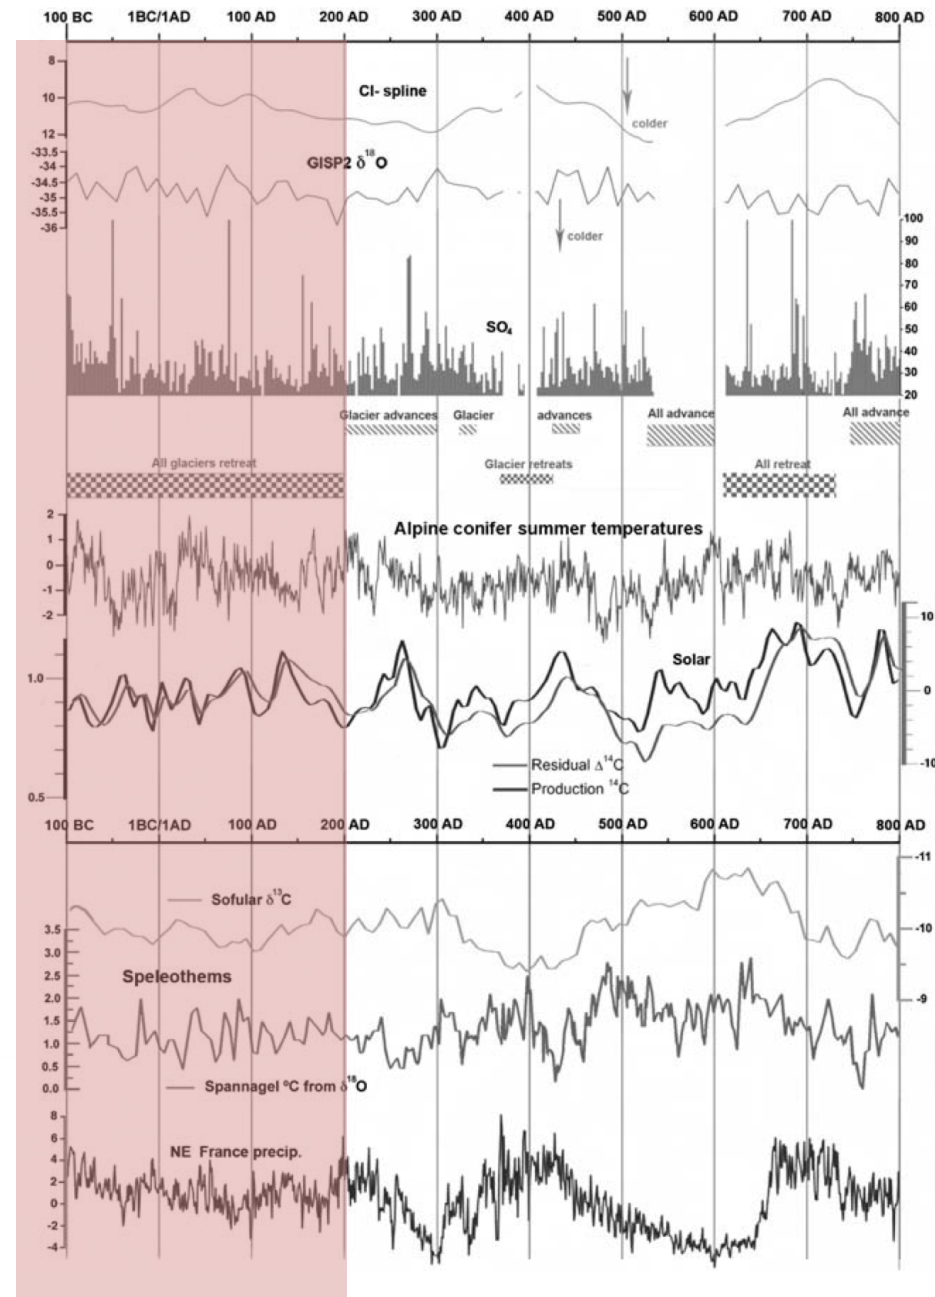 100 BC 1BC/1AD 100 AD 200 AD 300 AD 400 AD 500 AD 600 AD 700 AD 800 AD
8
10
12
Cl- spline
colder
-33.5
-34
-34.5
-35
-35.5
-36
GISP2 δ¹⁸O
colder
100
90
80
70
60
50
40
30
20
SO₄
Glacier advances Glacier advances All advance All advance
All glaciers retreat Glacier retreats All retreat
2
1
0
-1
-2
Alpine conifer summer temperatures
10
0
-10
1.0
0.5
Solar
Residual Δ¹⁴C
Production ¹⁴C
100 BC 1BC/1AD 100 AD 200 AD 300 AD 400 AD 500 AD 600 AD 700 AD 800 AD
-11
-10
-9
Sofular δ¹³C
3.5
3.0
2.5
2.0
1.5
1.0
0.5
0.0
Speleothems
Spannagel ºC from δ¹⁸O
8
6
4
2
0
-2
-4
NE France precip.